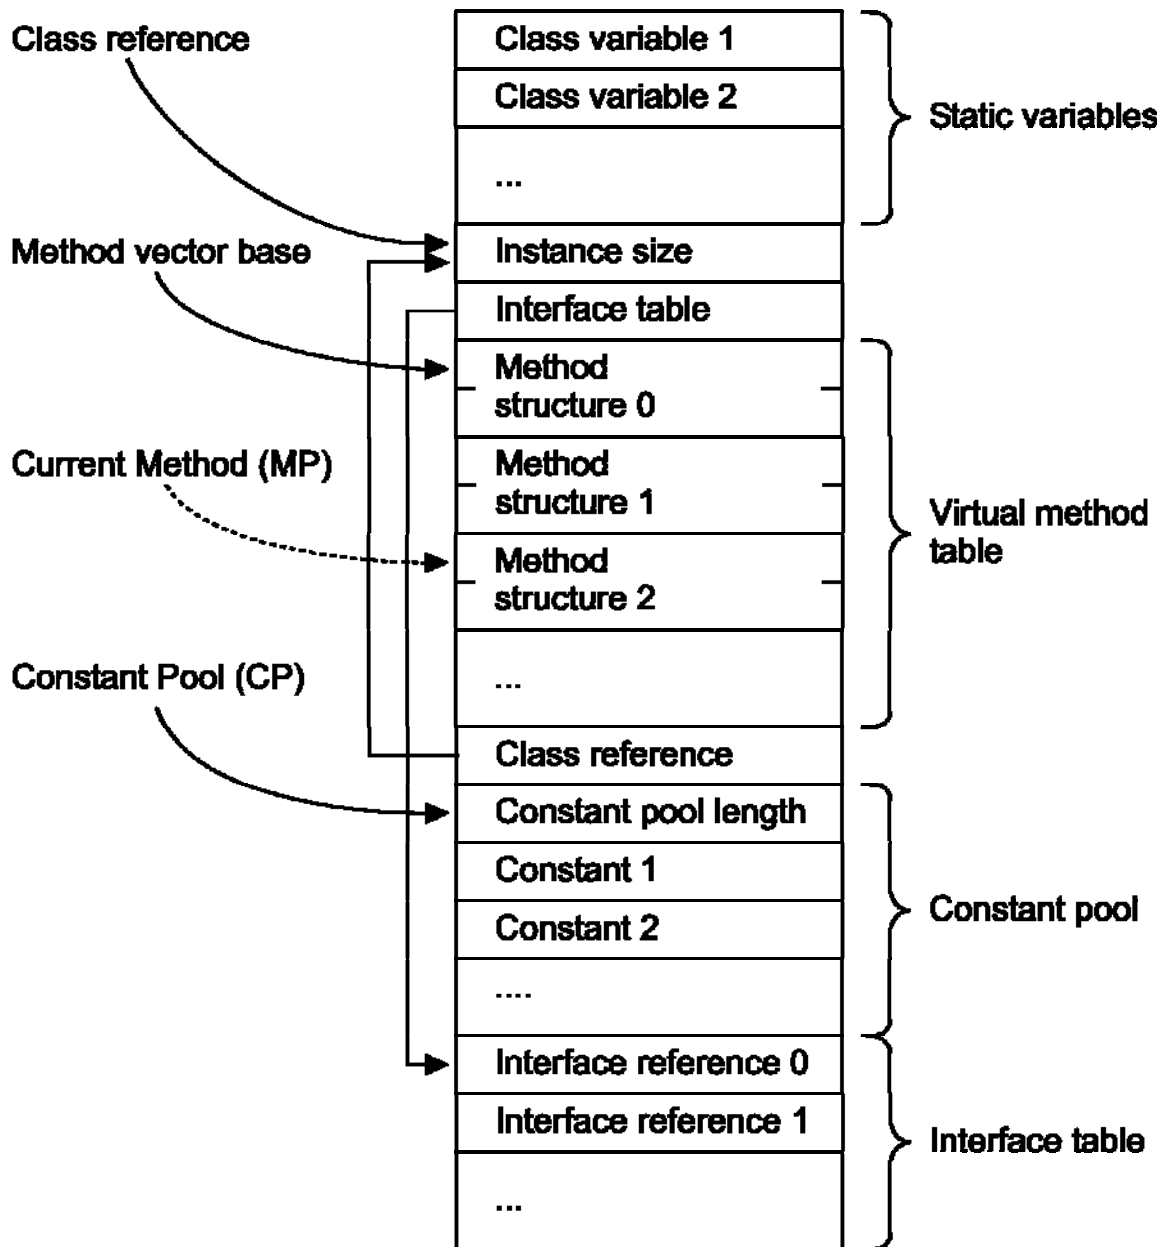 Class reference
Class variable 1
Class variable 2
Static variables
...
Method vector base
Instance size
Interface table
Method
structure 0
Current Method (MP)
Method
structure 1
Virtual method
table
Method
structure 2
Constant Pool (CP)
...
Class reference
Constant pool length
Constant 1
Constant 2
Constant pool
....
Interface reference 0
Interface reference 1
Interface table
...